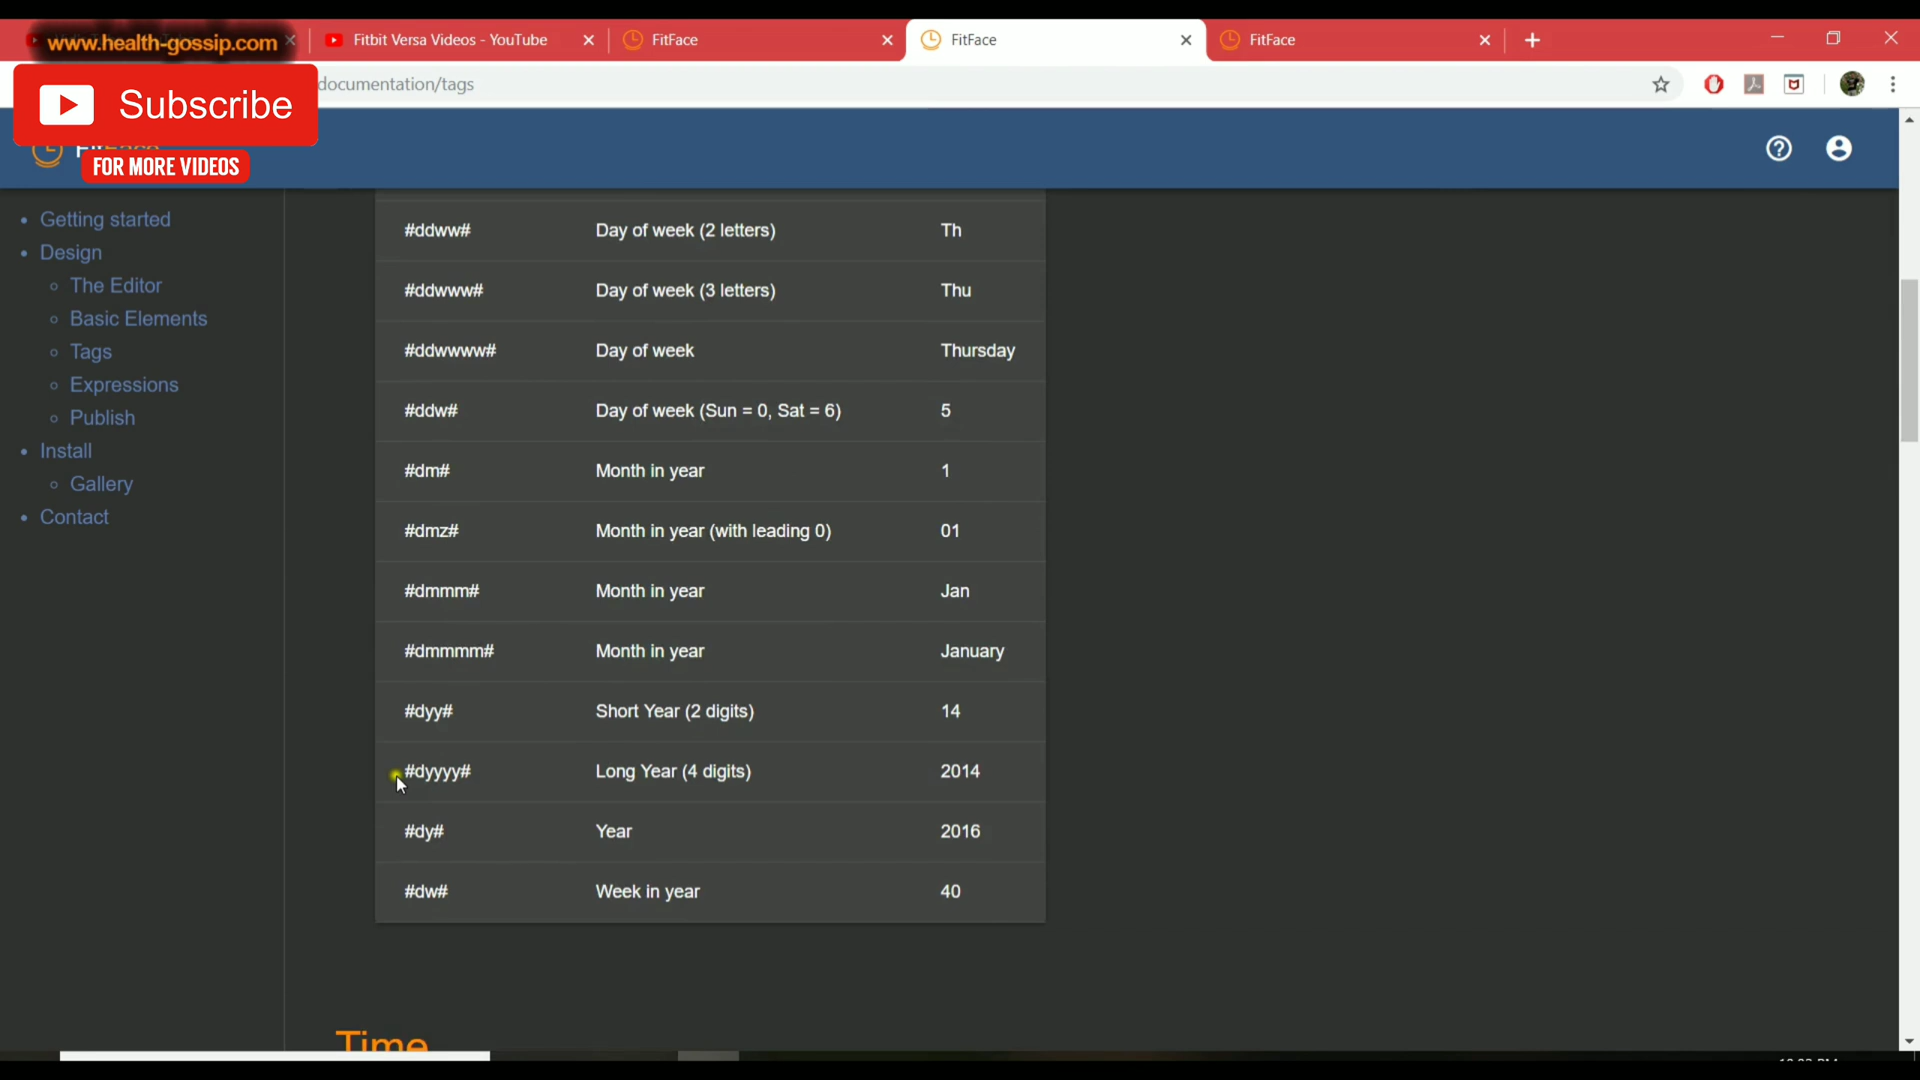 www.health-gossip.com
Fitbit Versa Videos - YouTube
FitFace
FitFace
FitFace
Subscribe
documentation/tags
FOR MORE VIDEOS
Getting started
Design
The Editor
Basic Elements
Tags
Expressions
Publish
Install
Gallery
Contact
#ddww# Day of week (2 letters) Th
#ddwww# Day of week (3 letters) Thu
#ddwwww# Day of week Thursday
#ddw# Day of week (Sun = 0, Sat = 6) 5
#dm# Month in year 1
#dmz# Month in year (with leading 0) 01
#dmmm# Month in year Jan
#dmmmm# Month in year January
#dyy# Short Year (2 digits) 14
#dyyyy# Long Year (4 digits) 2014
#dy# Year 2016
#dw# Week in year 40
Time